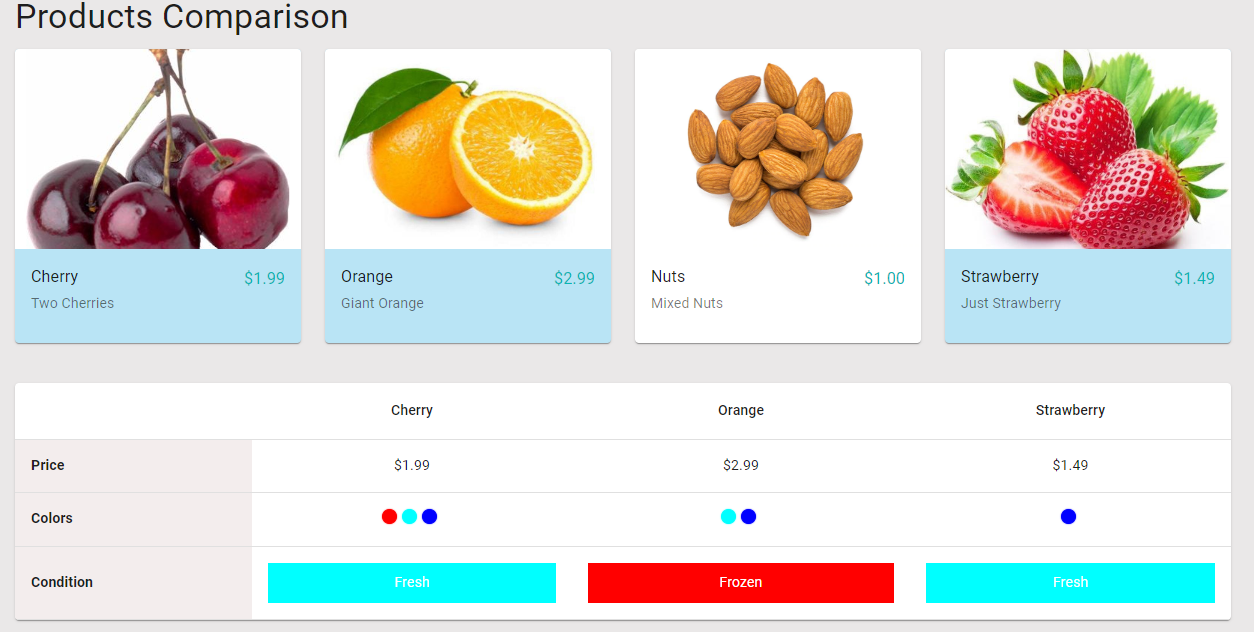 Products Comparison
Cherry $1.99
Two Cherries
Orange $2.99
Giant Orange
Nuts $1.00
Mixed Nuts
Strawberry $1.49
Just Strawberry
Cherry Orange Strawberry
Price $1.99 $2.99 $1.49
Colors
Condition Fresh Frozen Fresh